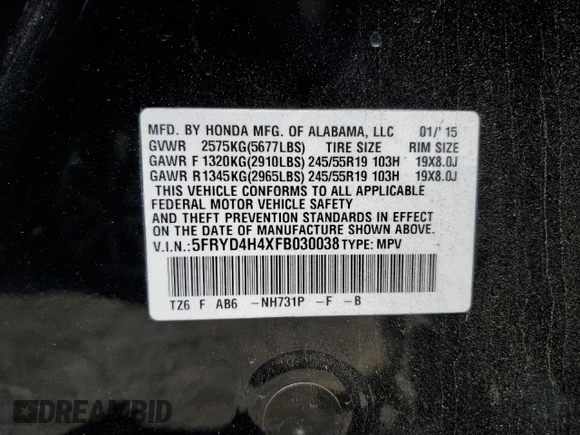 MFD. BY HONDA MFG. OF ALABAMA, LLC 01/'15
GVWR 2575KG(5677LBS) TIRE SIZE RIM SIZE
GAWR F 1320KG(2910LBS) 245/55R19 103H 19X8.0J
GAWR R 1345KG(2965LBS) 245/55R19 103H 19X8.0J
THIS VEHICLE CONFORMS TO ALL APPLICABLE
FEDERAL MOTOR VEHICLE SAFETY
AND THEFT PREVENTION STANDARDS IN EFFECT
ON THE DATE OF MANUFACTURE SHOWN ABOVE.
V.I.N.: 5FRYD4H4XFB030038 TYPE: MPV
TZ6 F AB6 -NH731P -F -B
DREAMBID